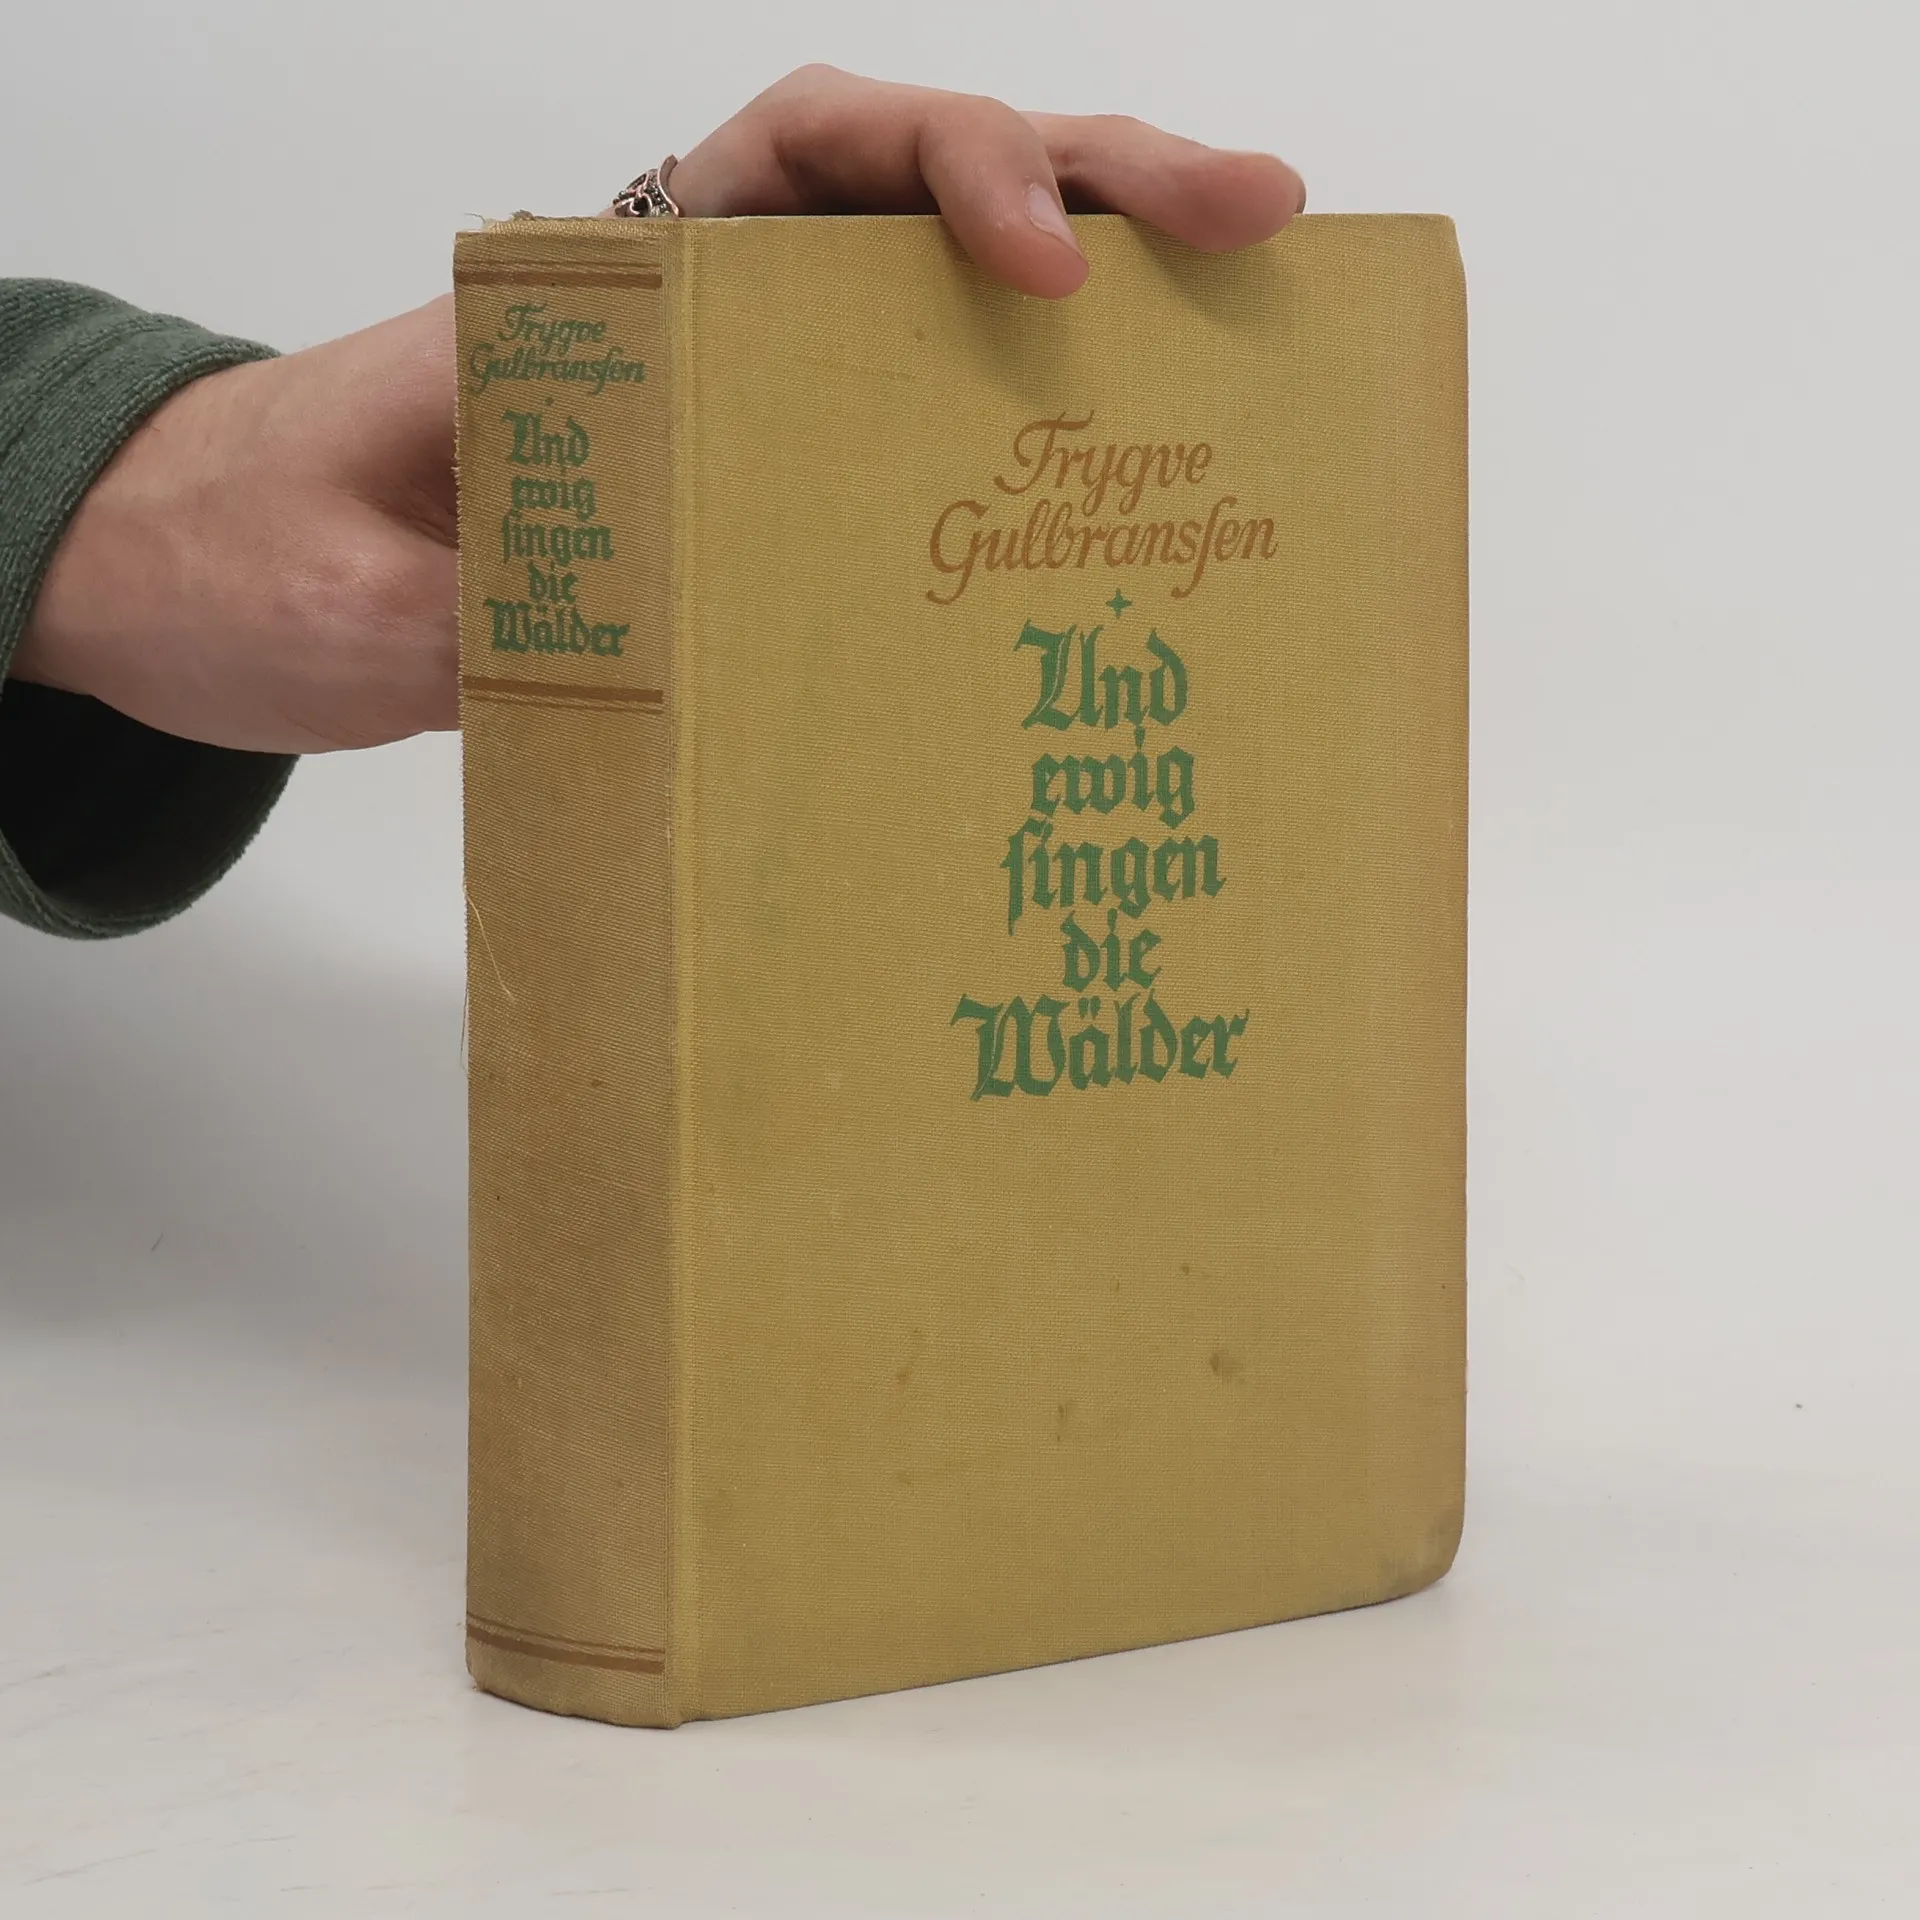 Trygve
Gulbransſen
Und
ewig
ſingen
die
Wälder
Trygve
Gulbransſen
Und
ewig
ſingen
die
Wälder